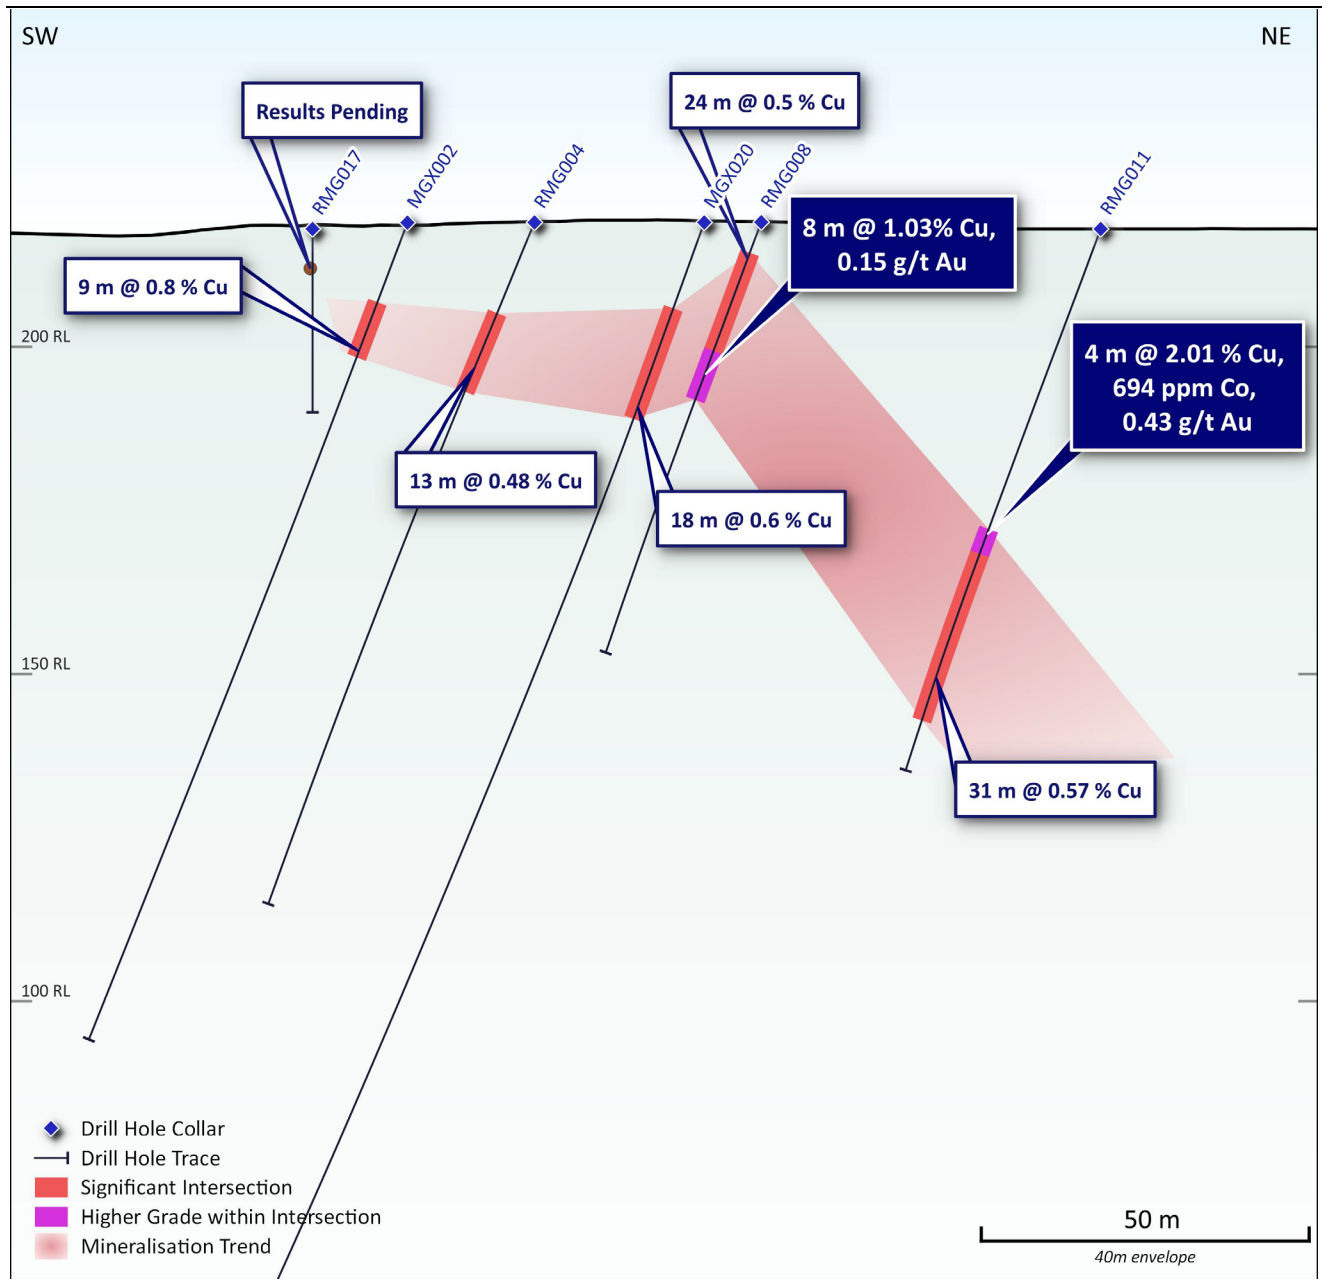 SW
NE
Results Pending
24 m @ 0.5 % Cu
RMG017
MGX002
RMG004
MGX020
RMG008
RMG011
8 m @ 1.03% Cu,
0.15 g/t Au
9 m @ 0.8 % Cu
200 RL
4 m @ 2.01 % Cu,
694 ppm Co,
0.43 g/t Au
13 m @ 0.48 % Cu
18 m @ 0.6 % Cu
150 RL
31 m @ 0.57 % Cu
100 RL
Drill Hole Collar
Drill Hole Trace
Significant Intersection
Higher Grade within Intersection
Mineralisation Trend
50 m
40m envelope